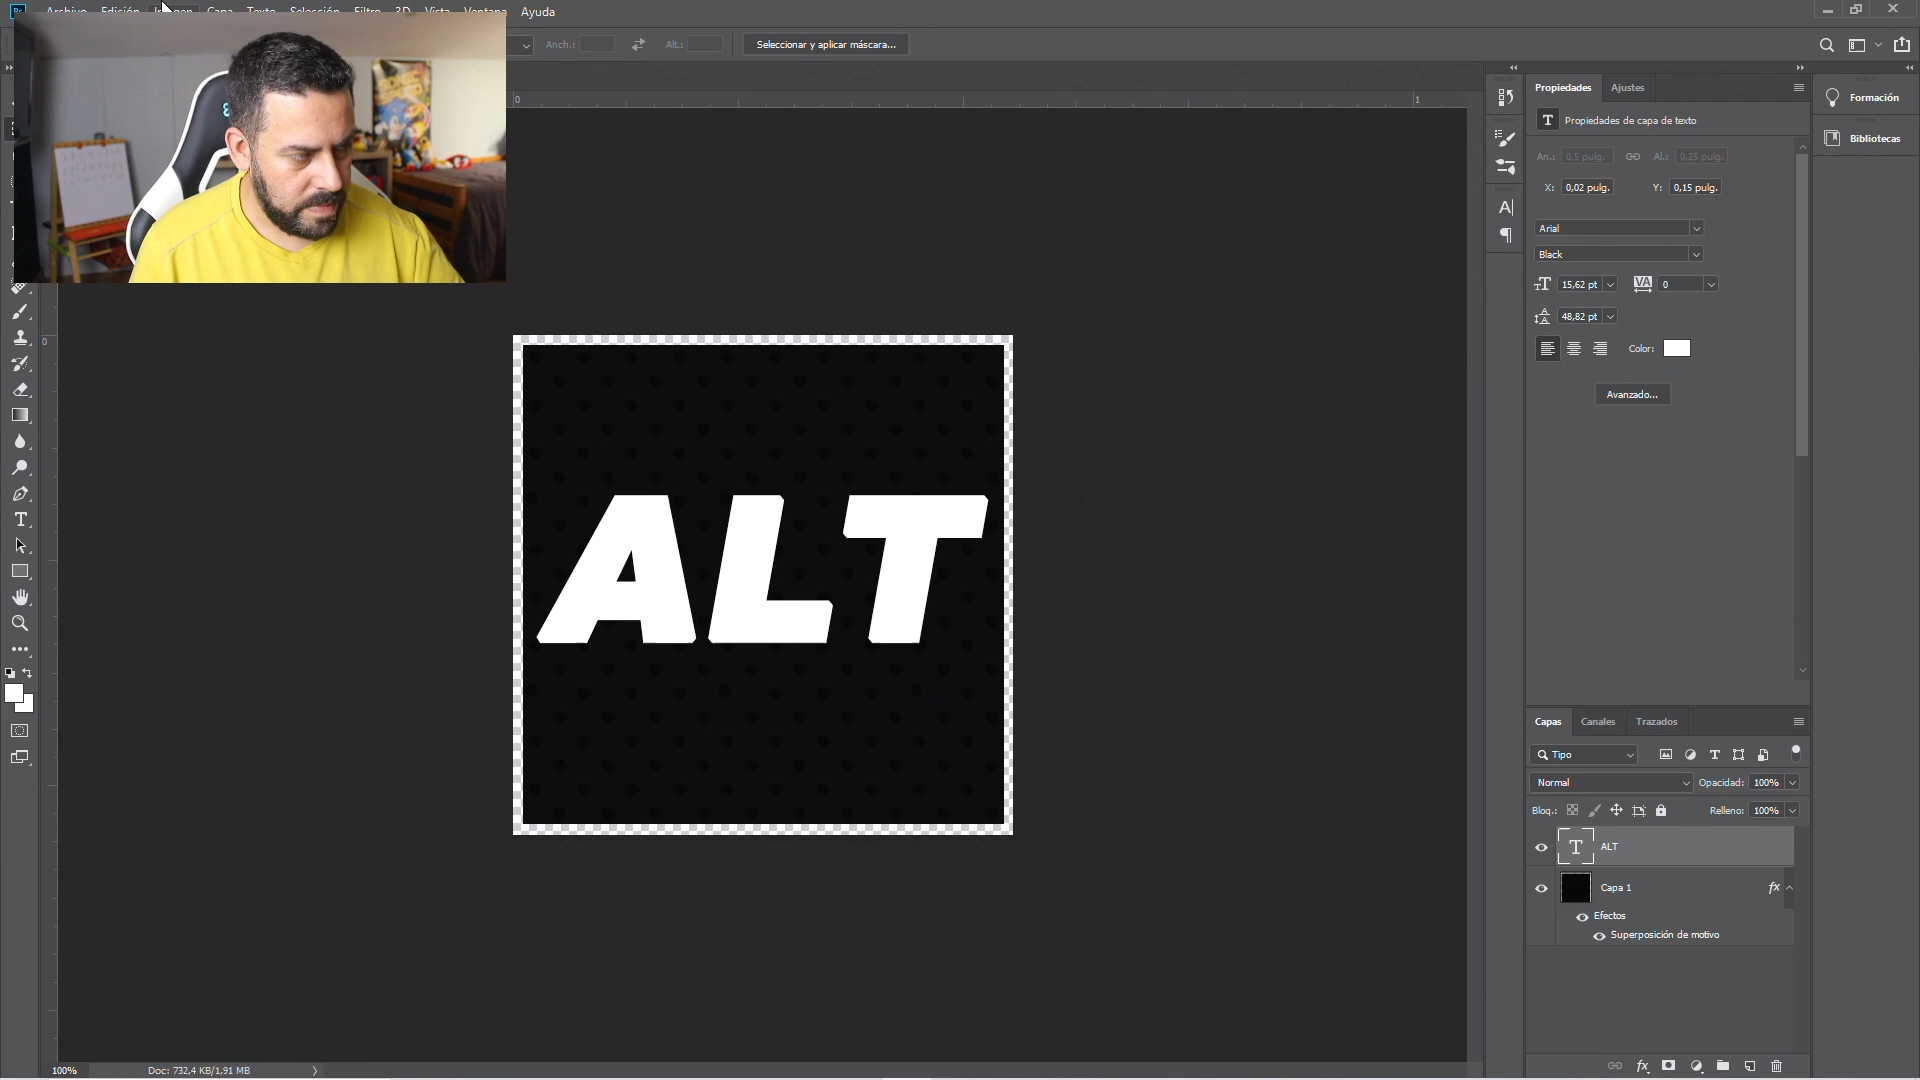 Archivo Edición Imagen Capa Texto Selección Filtro 3D Vista Ventana Ayuda
Anch.: Alt.: Seleccionar y aplicar máscara...
0 1
Propiedades Ajustes
Propiedades de capa de texto
An.: 0,5 pulg. Al.: 0,25 pulg.
X: 0,02 pulg. Y: 0,15 pulg.
Arial
Black
15,62 pt 0
48,82 pt
Color:
Avanzado...
Formación
Bibliotecas
0
ALT
Capas Canales Trazados
Tipo
Normal Opacidad: 100%
Bloq.: Relleno: 100%
ALT
Capa 1 fx
Efectos
Superposición de motivo
100% Doc: 732,4 KB/1,91 MB